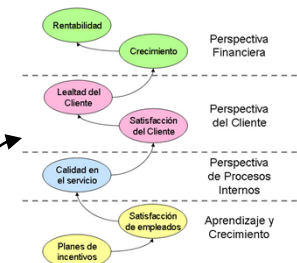 Rentabilidad
Crecimiento
Perspectiva
Financiera
Lealtad del
Cliente
Satisfacción
del Cliente
Perspectiva
del Cliente
Calidad en
el servicio
Perspectiva
de Procesos
Internos
Satisfacción
de empleados
Aprendizaje y
Crecimiento
Planes de
incentivos